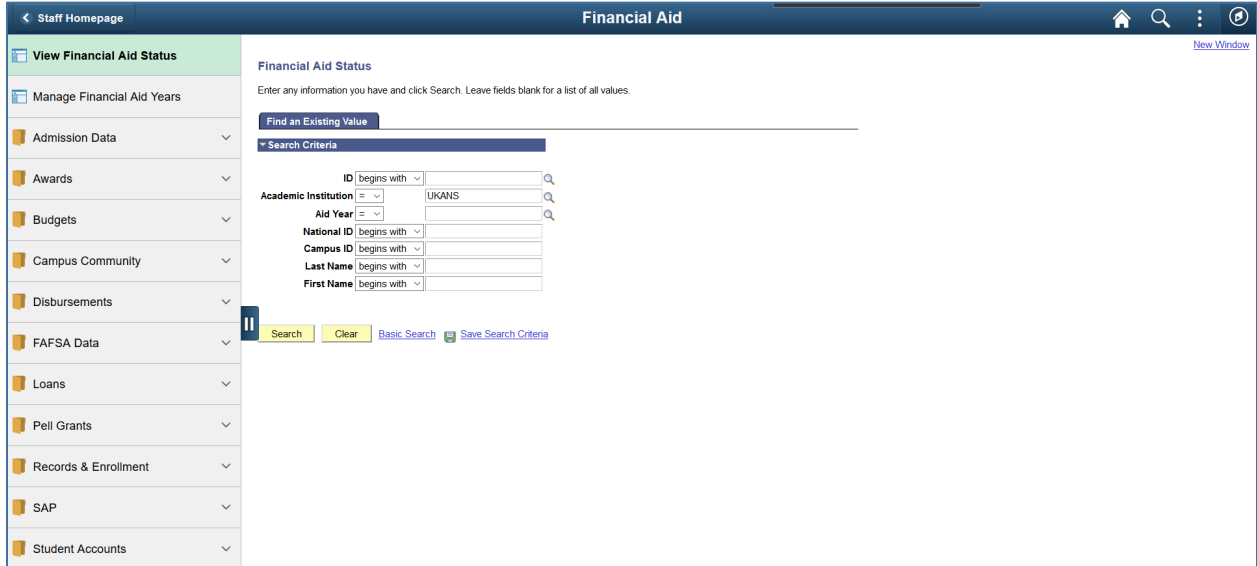 Staff Homepage
Financial Aid
New Window
View Financial Aid Status
Manage Financial Aid Years
Admission Data
Awards
Budgets
Campus Community
Disbursements
FAFSA Data
Loans
Pell Grants
Records & Enrollment
SAP
Student Accounts
Financial Aid Status
Enter any information you have and click Search. Leave fields blank for a list of all values.
Find an Existing Value
Search Criteria
ID begins with
Academic Institution = UKANS
Aid Year =
National ID begins with
Campus ID begins with
Last Name begins with
First Name begins with
Search Clear Basic Search Save Search Criteria